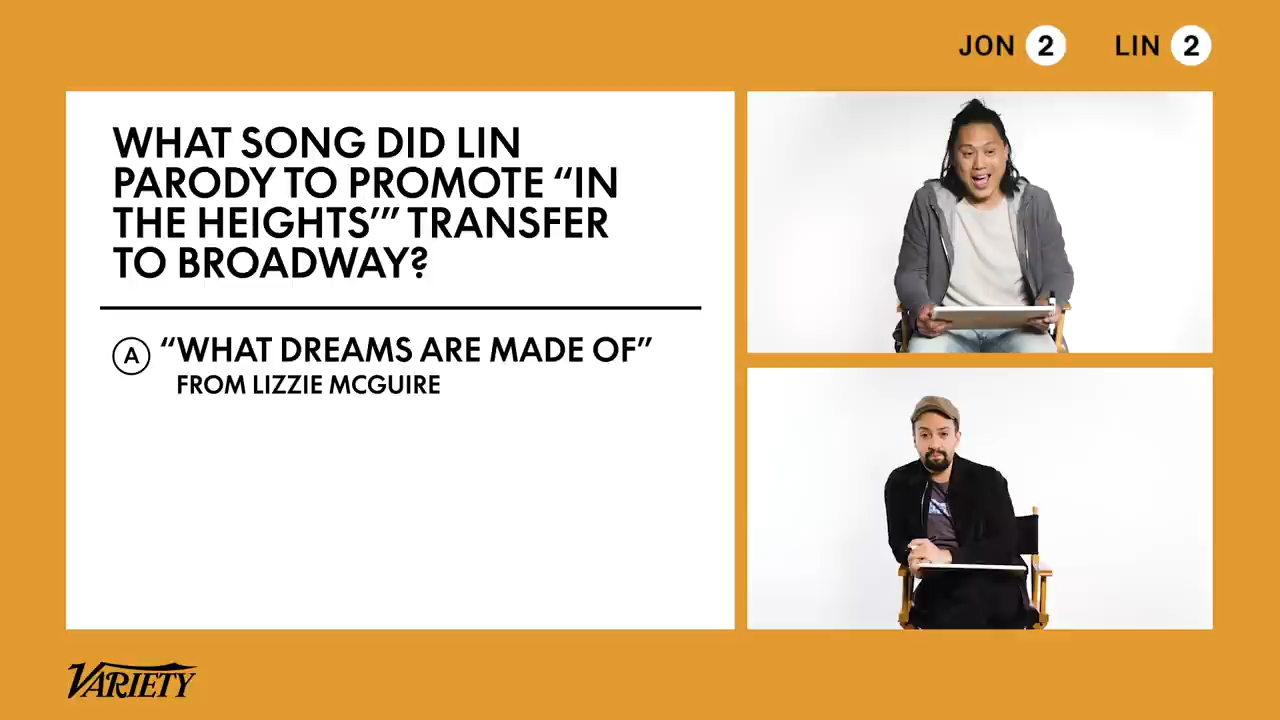 JON 2 LIN 2
WHAT SONG DID LIN
PARODY TO PROMOTE “IN
THE HEIGHTS’” TRANSFER
TO BROADWAY?
A “WHAT DREAMS ARE MADE OF”
FROM LIZZIE MCGUIRE
VARIETY